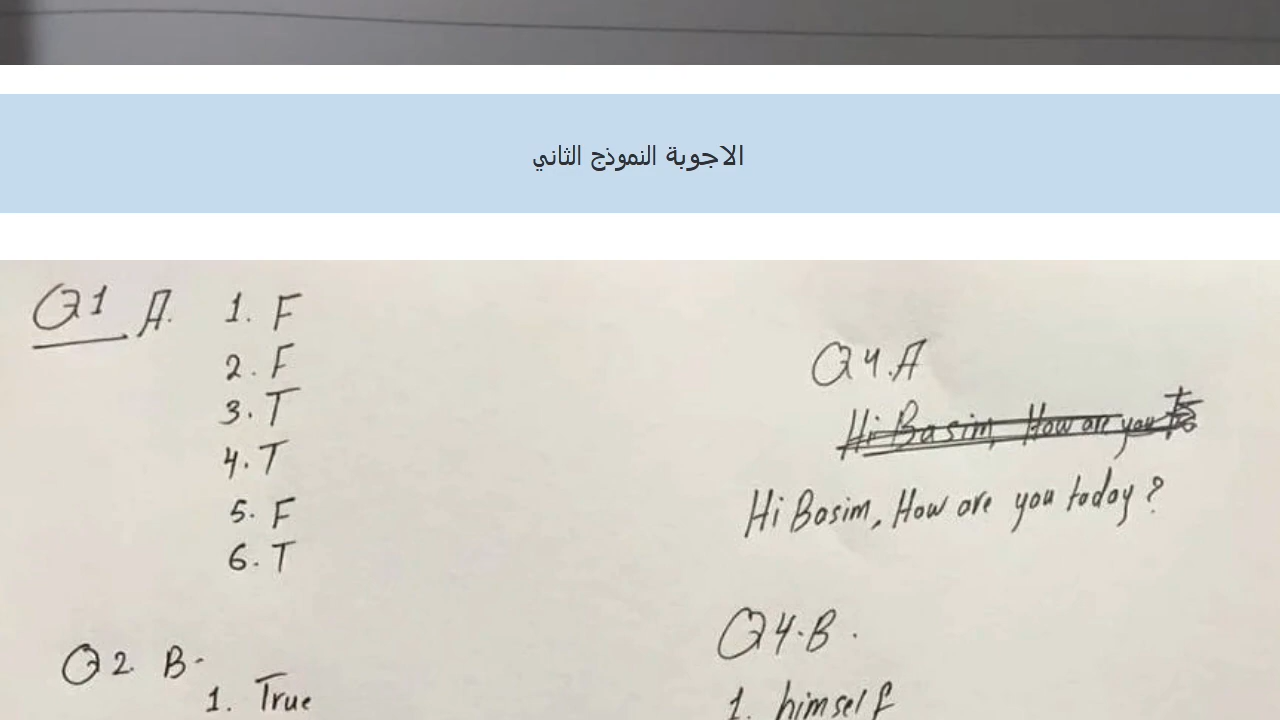 الاجوبة النموذج الثاني
Q1 A. 1. F
2. F
3. T
4. T
5. F
6. T
Q2. B-
1. True
Q4.A
Hi Basim, How are you
Hi Basim, How are you today?
Q4.B.
1. himself